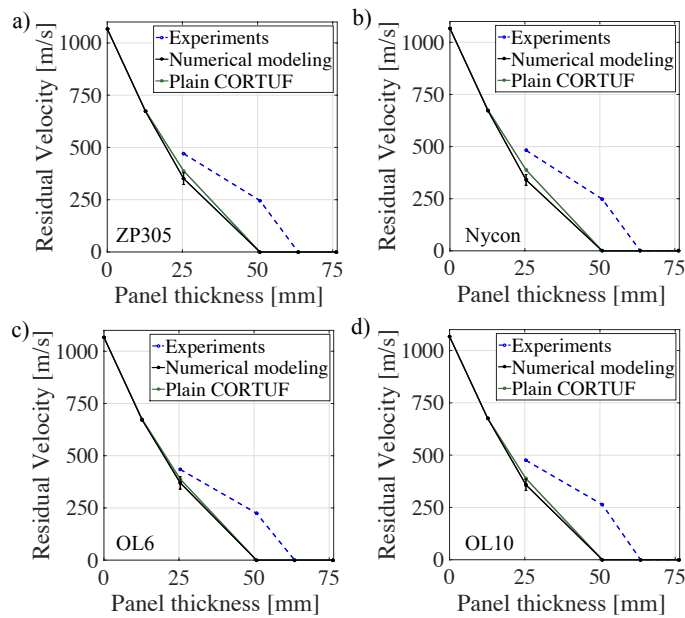 a)
Residual Velocity [m/s]
1000
750
500
250
0
Experiments
Numerical modeling
Plain CORTUF
ZP305
0 25 50 75
Panel thickness [mm]
b)
Residual Velocity [m/s]
1000
750
500
250
0
Experiments
Numerical modeling
Plain CORTUF
Nycon
0 25 50 75
Panel thickness [mm]
c)
Residual Velocity [m/s]
1000
750
500
250
0
Experiments
Numerical modeling
Plain CORTUF
OL6
0 25 50 75
Panel thickness [mm]
d)
Residual Velocity [m/s]
1000
750
500
250
0
Experiments
Numerical modeling
Plain CORTUF
OL10
0 25 50 75
Panel thickness [mm]